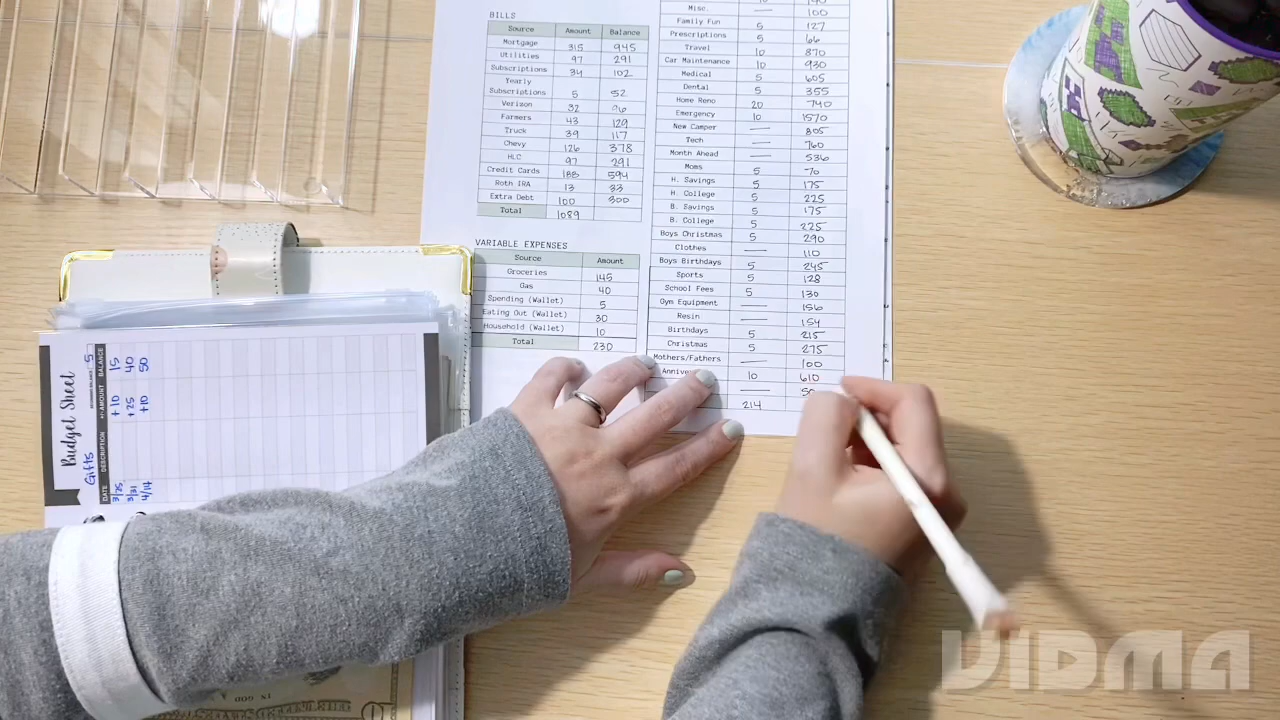 BILLS
Source Amount Balance
Mortgage 315 945
Utilities 97 291
Subscriptions 34 102
Yearly
Subscriptions 5 52
Verizon 32 96
Farmers 43 129
Truck 39 117
Chevy 126 378
HLC 97 291
Credit Cards 188 594
Roth IRA 13 33
Extra Debt 100 300
Total 1089
VARIABLE EXPENSES
Source Amount
Groceries 145
Gas 40
Spending (Wallet) 5
Eating Out (Wallet) 30
Household (Wallet) 10
Total 230
Misc. — 100
Family Fun 5 127
Prescriptions 5 66
Travel 10 870
Car Maintenance 10 930
Medical 5 605
Dental 5 355
Home Reno 20 740
Emergency 10 1570
New Camper — 805
Tech — 760
Month Ahead — 536
Moms 5 70
H. Savings 5 175
H. College 5 225
B. Savings 5 175
B. College 5 225
Boys Christmas 5 290
Clothes — 110
Boys Birthdays 5 245
Sports 5 128
School Fees 5 130
Gym Equipment — 156
Resin — 154
Birthdays 5 215
Christmas 5 275
Mothers/Fathers — 100
10 610
—
214
Budget Sheet
Gifts 5
DATE DESCRIPTION +/- AMOUNT BALANCE
3/25 +10 15
3/31 +25 40
4/14 +10 50
IN GOD
VIDMA